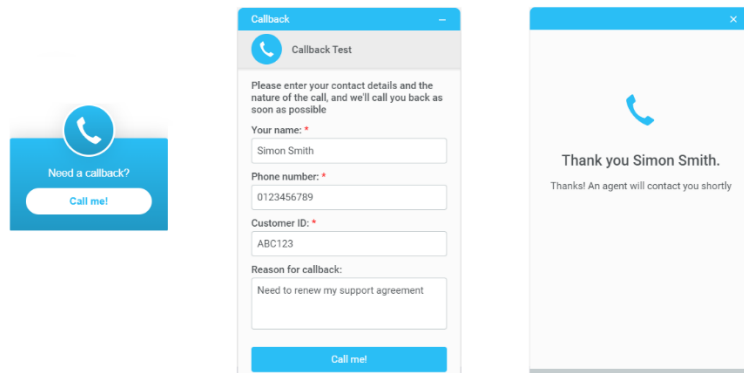 Need a callback?
Call me!
Callback
Callback Test
Please enter your contact details and the
nature of the call, and we'll call you back as
soon as possible
Your name: *
Simon Smith
Phone number: *
0123456789
Customer ID: *
ABC123
Reason for callback:
Need to renew my support agreement
Call me!
Thank you Simon Smith.
Thanks! An agent will contact you shortly